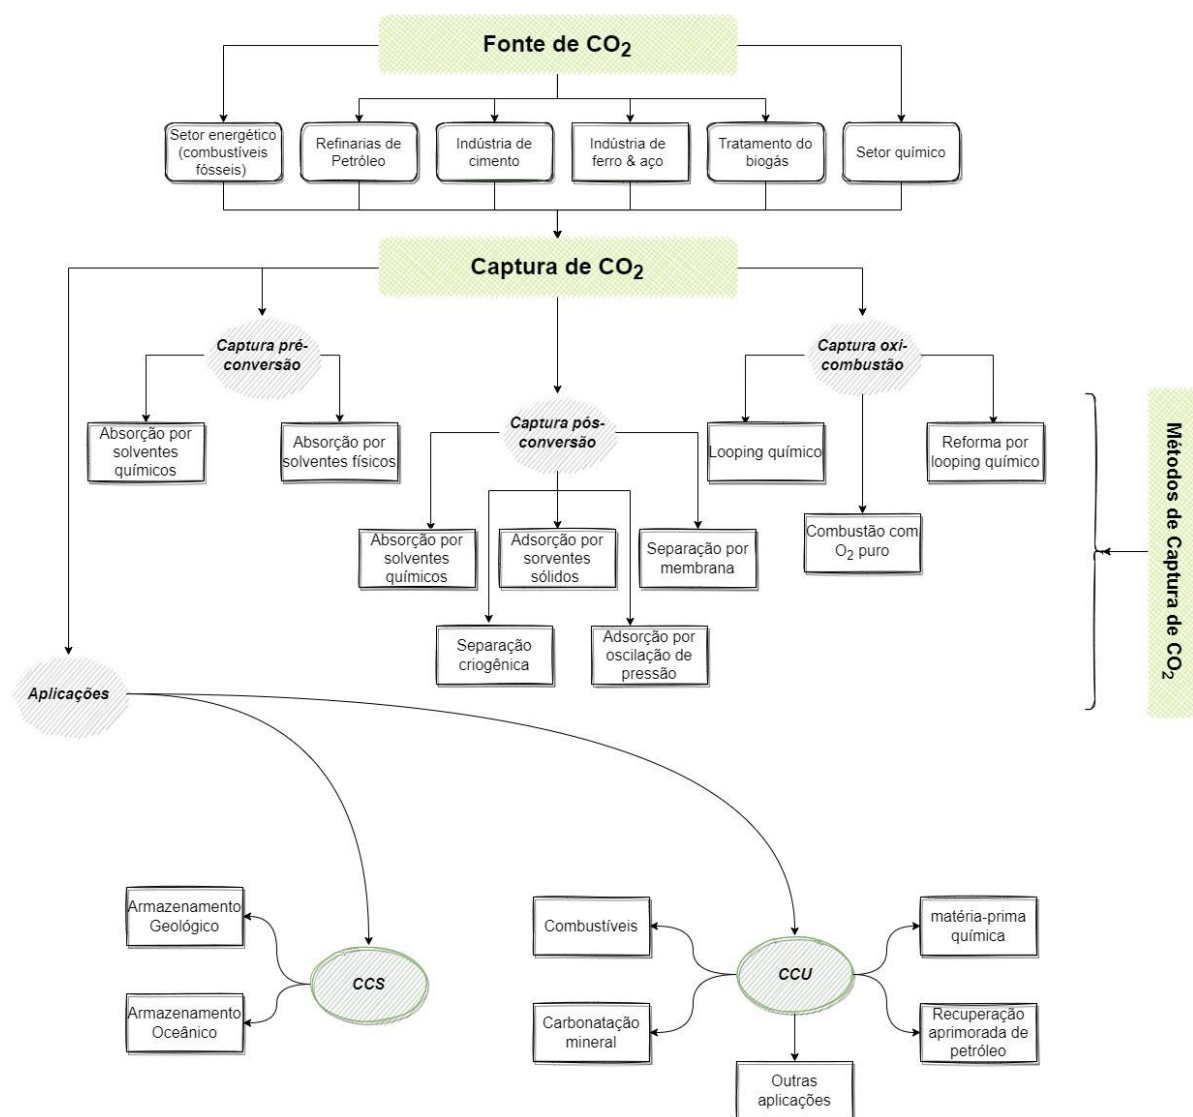 Fonte de CO₂
Setor energético
(combustíveis
fósseis)
Refinarias de
Petróleo
Indústria de
cimento
Indústria de
ferro & aço
Tratamento do
biogás
Setor químico
Captura de CO₂
Captura pré-
conversão
Captura oxi-
combustão
Captura pós-
conversão
Absorção por
solventes
químicos
Absorção por
solventes físicos
Looping químico
Reforma por
looping químico
Combustão com
O₂ puro
Absorção por
solventes
químicos
Adsorção por
sorventes
sólidos
Separação por
membrana
Separação
criogênica
Adsorção por
oscilação de
pressão
Métodos de Captura de CO₂
Aplicações
Armazenamento
Geológico
Armazenamento
Oceânico
CCS
Combustíveis
Carbonatação
mineral
CCU
matéria-prima
química
Recuperação
aprimorada de
petróleo
Outras
aplicações